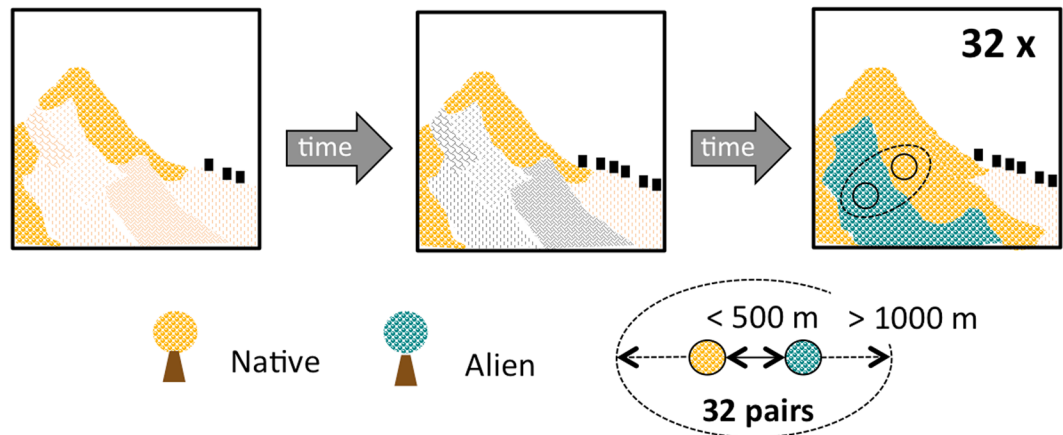 32 x
time
time
< 500 m > 1000 m
Native
Alien
32 pairs